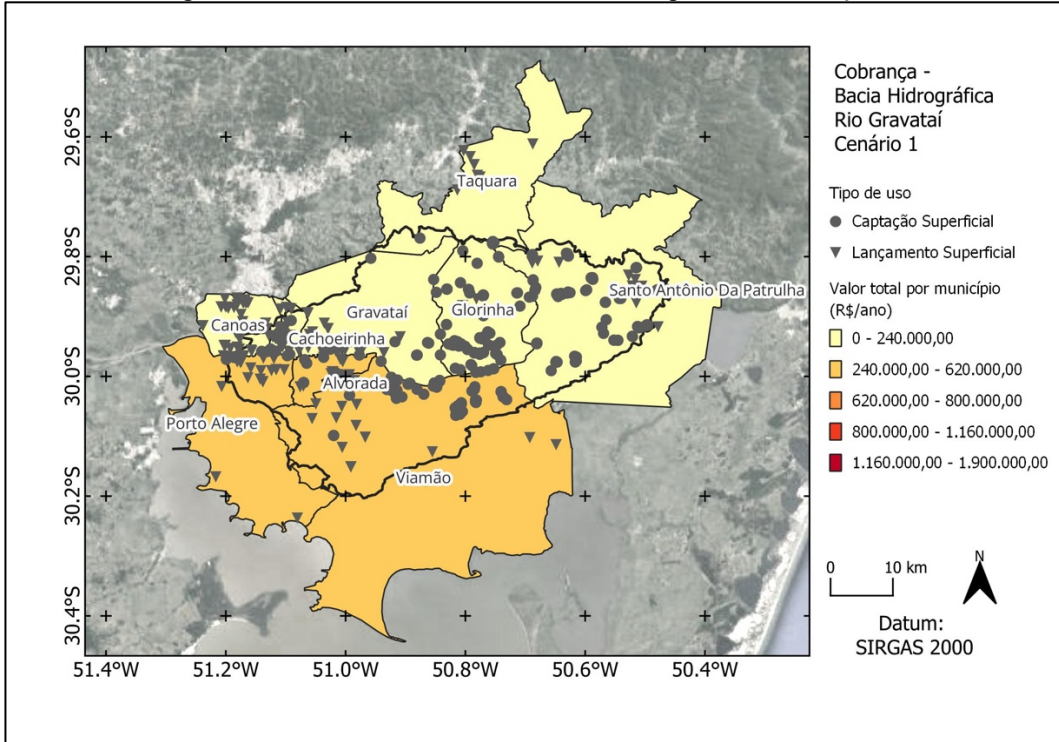 Cobrança -
Bacia Hidrográfica
Rio Gravataí
Cenário 1
Tipo de uso
Captação Superficial
Lançamento Superficial
Valor total por município
(R$/ano)
0 - 240.000,00
240.000,00 - 620.000,00
620.000,00 - 800.000,00
800.000,00 - 1.160.000,00
1.160.000,00 - 1.900.000,00
N
0 10 km
Datum:
SIRGAS 2000
Taquara
Santo Antônio Da Patrulha
Glorinha
Gravataí
Canoas
Cachoeirinha
Alvorada
Porto Alegre
Viamão
29.6°S
29.8°S
30.0°S
30.2°S
30.4°S
51.4°W 51.2°W 51.0°W 50.8°W 50.6°W 50.4°W